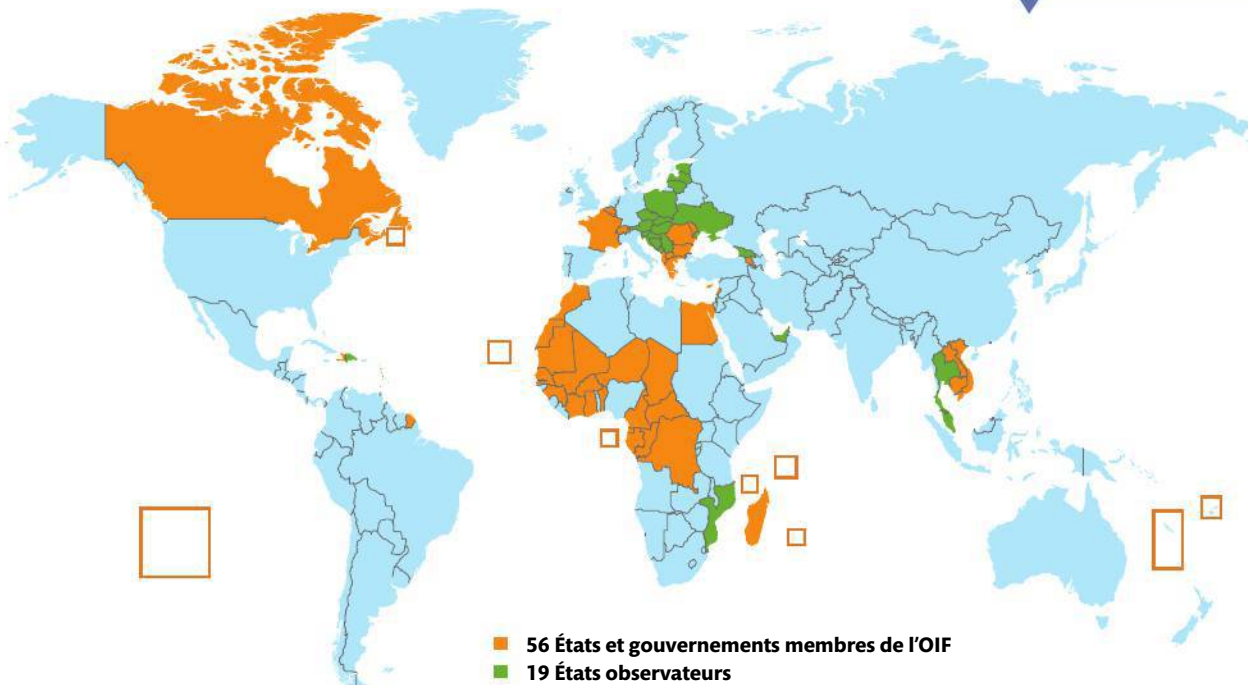 56 États et gouvernements membres de l’OIF
19 États observateurs